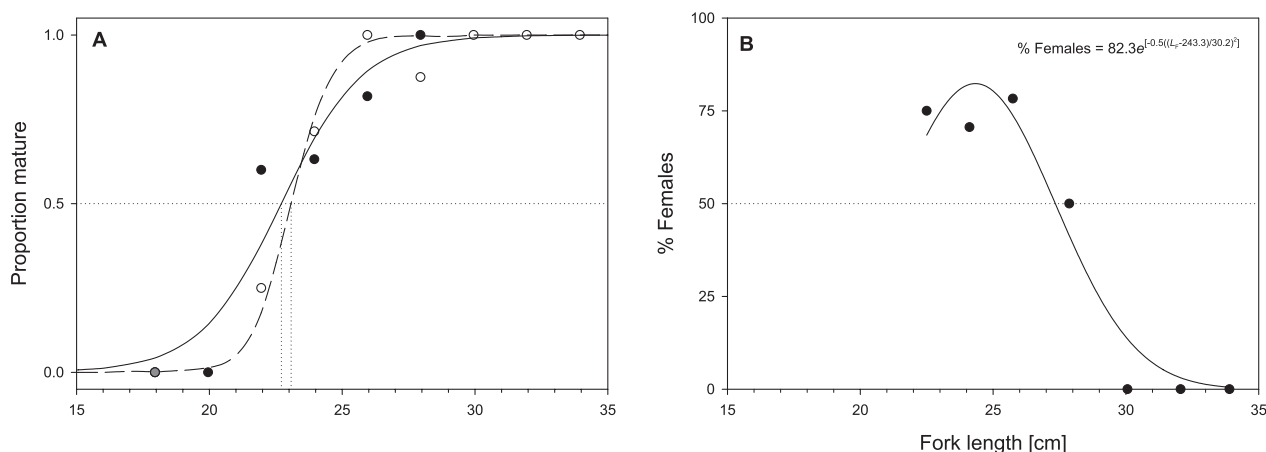 A
Proportion mature
1.0
0.5
0.0
15 20 25 30 35
B
% Females = 82.3e[-0.5((LF-243.3)/30.2)2]
% Females
100
75
50
25
0
15 20 25 30 35
Fork length [cm]